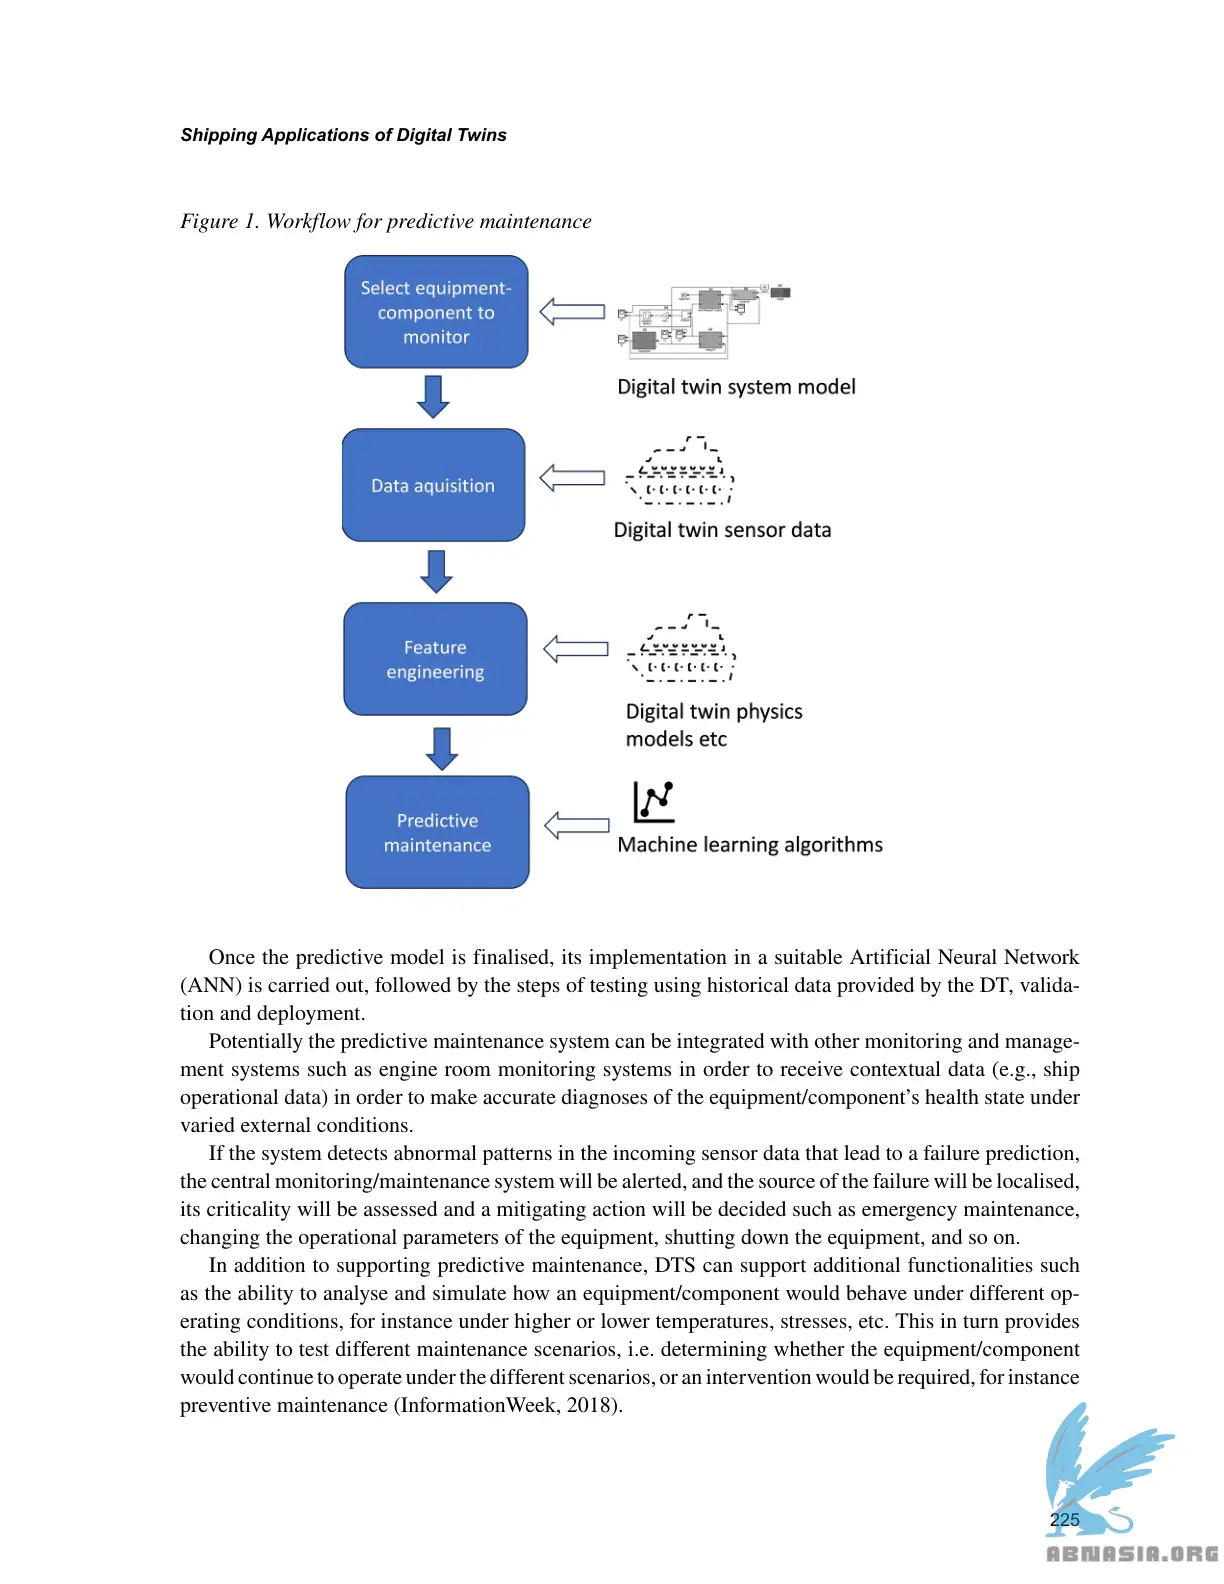 Shipping Applications of Digital Twins
Figure 1. Workflow for predictive maintenance
Select equipment-
component to
monitor
Digital twin system model
Data aquisition
Digital twin sensor data
Feature
engineering
Digital twin physics
models etc
Predictive
maintenance
Machine learning algorithms
Once the predictive model is finalised, its implementation in a suitable Artificial Neural Network
(ANN) is carried out, followed by the steps of testing using historical data provided by the DT, valida-
tion and deployment.
Potentially the predictive maintenance system can be integrated with other monitoring and manage-
ment systems such as engine room monitoring systems in order to receive contextual data (e.g., ship
operational data) in order to make accurate diagnoses of the equipment/component’s health state under
varied external conditions.
If the system detects abnormal patterns in the incoming sensor data that lead to a failure prediction,
the central monitoring/maintenance system will be alerted, and the source of the failure will be localised,
its criticality will be assessed and a mitigating action will be decided such as emergency maintenance,
changing the operational parameters of the equipment, shutting down the equipment, and so on.
In addition to supporting predictive maintenance, DTS can support additional functionalities such
as the ability to analyse and simulate how an equipment/component would behave under different op-
erating conditions, for instance under higher or lower temperatures, stresses, etc. This in turn provides
the ability to test different maintenance scenarios, i.e. determining whether the equipment/component
would continue to operate under the different scenarios, or an intervention would be required, for instance
preventive maintenance (InformationWeek, 2018).
225
ABNASIA.ORG